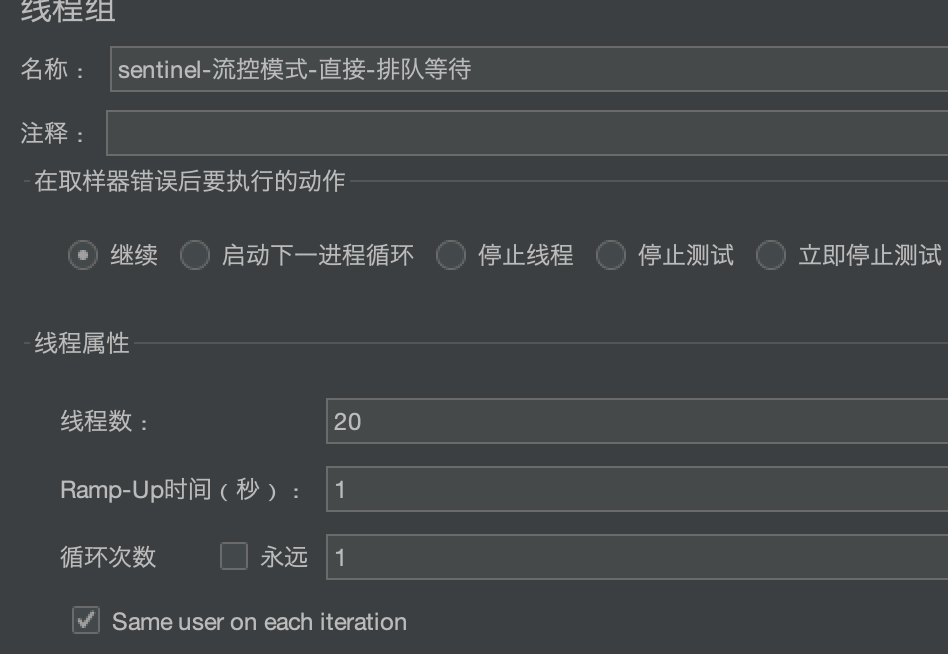 线程组
名称： sentinel-流控模式-直接-排队等待
注释：
在取样器错误后要执行的动作
继续 启动下一进程循环 停止线程 停止测试 立即停止测试
线程属性
线程数： 20
Ramp-Up时间（秒）： 1
循环次数 永远 1
Same user on each iteration